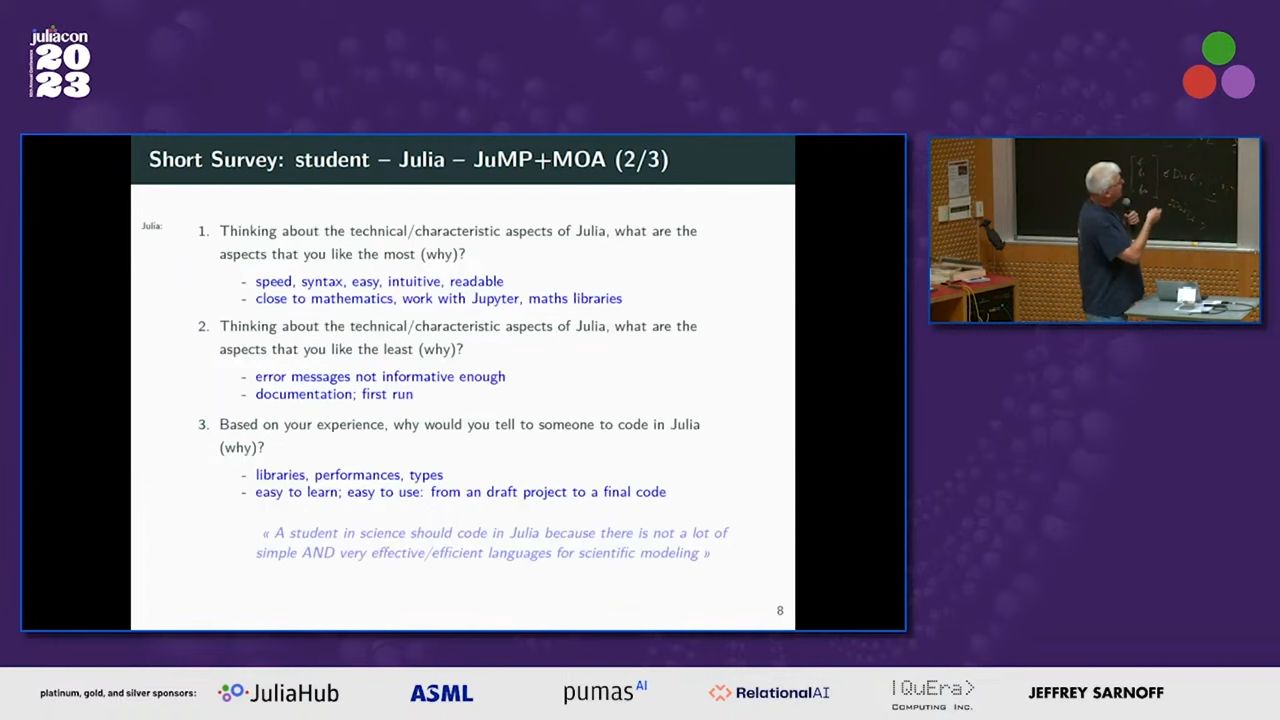 juliacon
20
23
Short Survey: student – Julia – JuMP+MOA (2/3)
Julia:
1. Thinking about the technical/characteristic aspects of Julia, what are the
aspects that you like the most (why)?
- speed, syntax, easy, intuitive, readable
- close to mathematics, work with Jupyter, maths libraries
2. Thinking about the technical/characteristic aspects of Julia, what are the
aspects that you like the least (why)?
- error messages not informative enough
- documentation; first run
3. Based on your experience, why would you tell to someone to code in Julia
(why)?
- libraries, performances, types
- easy to learn; easy to use: from an draft project to a final code
« A student in science should code in Julia because there is not a lot of
simple AND very effective/efficient languages for scientific modeling »
8
platinum, gold, and silver sponsors:
JuliaHub
ASML
pumas AI
RelationalAI
|QuEra>
COMPUTING INC.
JEFFREY SARNOFF